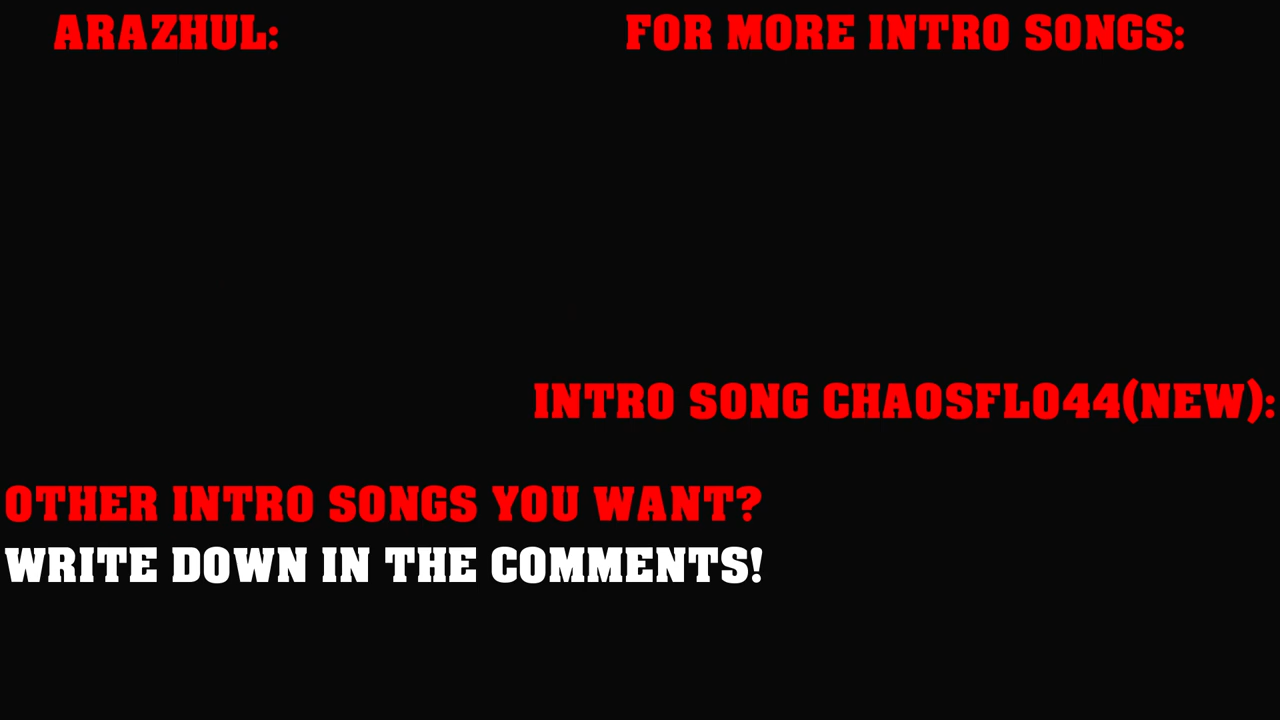 ARAZHUL:
FOR MORE INTRO SONGS:
INTRO SONG CHAOSFLO44(NEW):
OTHER INTRO SONGS YOU WANT?
WRITE DOWN IN THE COMMENTS!